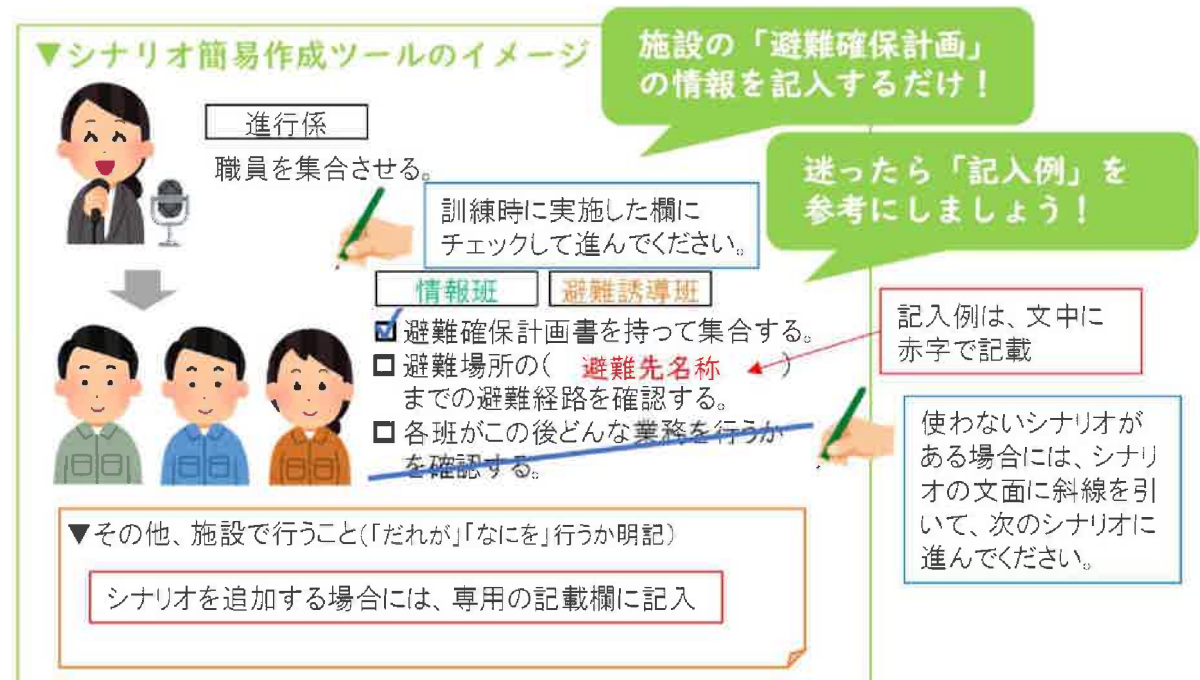 ▼シナリオ簡易作成ツールのイメージ
施設の「避難確保計画」
の情報を記入するだけ！
進行係
職員を集合させる。
迷ったら「記入例」を
参考にしましょう！
訓練時に実施した欄に
チェックして進んでください。
情報班
避難誘導班
避難確保計画書を持って集合する。
避難場所の( 避難先名称 )
までの避難経路を確認する。
各班がこの後どんな業務を行うか
を確認する。
記入例は、文中に
赤字で記載
使わないシナリオが
ある場合には、シナリ
オの文面に斜線を引
いて、次のシナリオに
進んでください。
▼その他、施設で行うこと(「だれが」「なにを」行うか明記)
シナリオを追加する場合には、専用の記載欄に記入